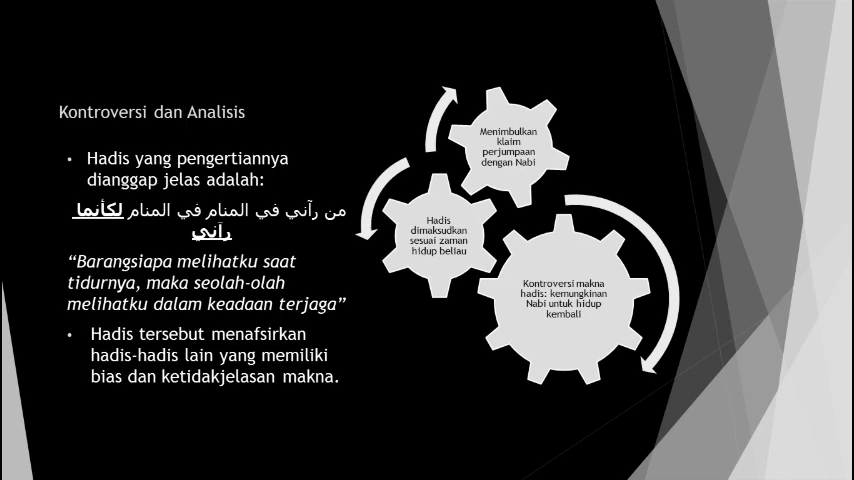 Kontroversi dan Analisis
• Hadis yang pengertiannya
dianggap jelas adalah:
من رآني في المنام في المنام لكأنما
رآني
“Barangsiapa melihatku saat
tidurnya, maka seolah-olah
melihatku dalam keadaan terjaga”
• Hadis tersebut menafsirkan
hadis-hadis lain yang memiliki
bias dan ketidakjelasan makna.
Menimbulkan
klaim
perjumpaan
dengan Nabi
Hadis
dimaksudkan
sesuai zaman
hidup beliau
Kontroversi makna
hadis: kemungkinan
Nabi untuk hidup
kembali